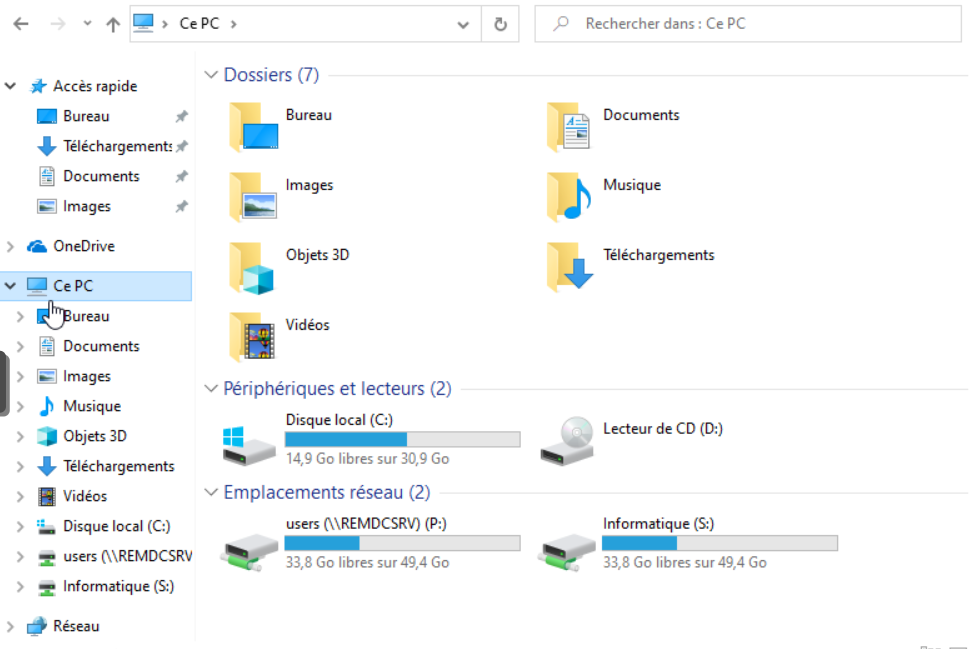 Ce PC
Rechercher dans : Ce PC
Accès rapide
Bureau
Téléchargements
Documents
Images
OneDrive
Ce PC
Bureau
Documents
Images
Musique
Objets 3D
Téléchargements
Vidéos
Disque local (C:)
users (\\REMDCSRV
Informatique (S:)
Réseau
Dossiers (7)
Bureau
Documents
Images
Musique
Objets 3D
Téléchargements
Vidéos
Périphériques et lecteurs (2)
Disque local (C:)
14,9 Go libres sur 30,9 Go
Lecteur de CD (D:)
Emplacements réseau (2)
users (\\REMDCSRV) (P:)
33,8 Go libres sur 49,4 Go
Informatique (S:)
33,8 Go libres sur 49,4 Go